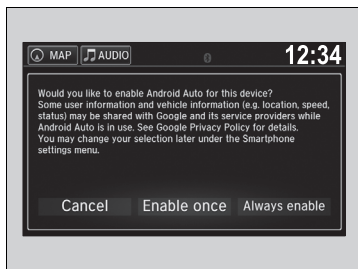 MAP AUDIO 12:34
Would you like to enable Android Auto for this device?
Some user information and vehicle information (e.g. location, speed,
status) may be shared with Google and its service providers while
Android Auto is in use. See Google Privacy Policy for details.
You may change your selection later under the Smartphone
settings menu.
Cancel Enable once Always enable